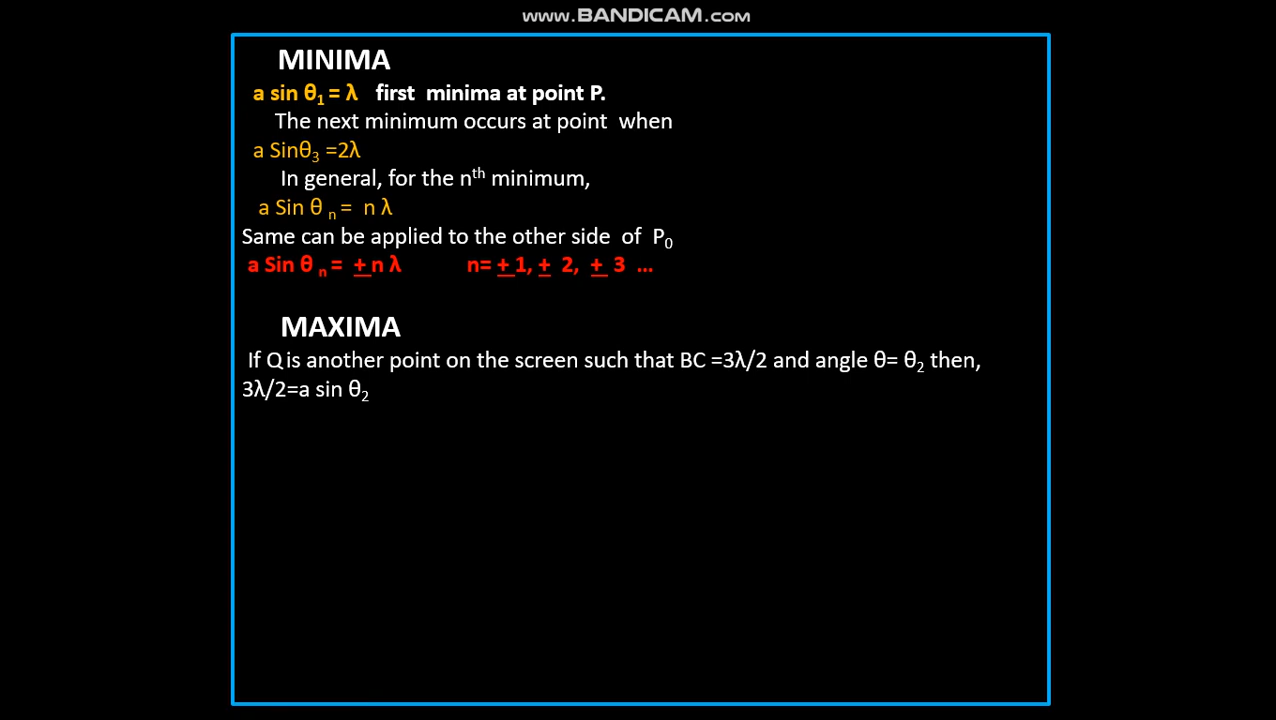 www.BANDICAM.com
MINIMA
a sin θ₁ = λ first minima at point P.
The next minimum occurs at point when
a Sinθ₃ =2λ
In general, for the nᵗʰ minimum,
a Sin θ ₙ = n λ
Same can be applied to the other side of P₀
a Sin θ ₙ = ± n λ n= ± 1, ± 2, ± 3 ...
MAXIMA
If Q is another point on the screen such that BC =3λ/2 and angle θ= θ₂ then,
3λ/2=a sin θ₂